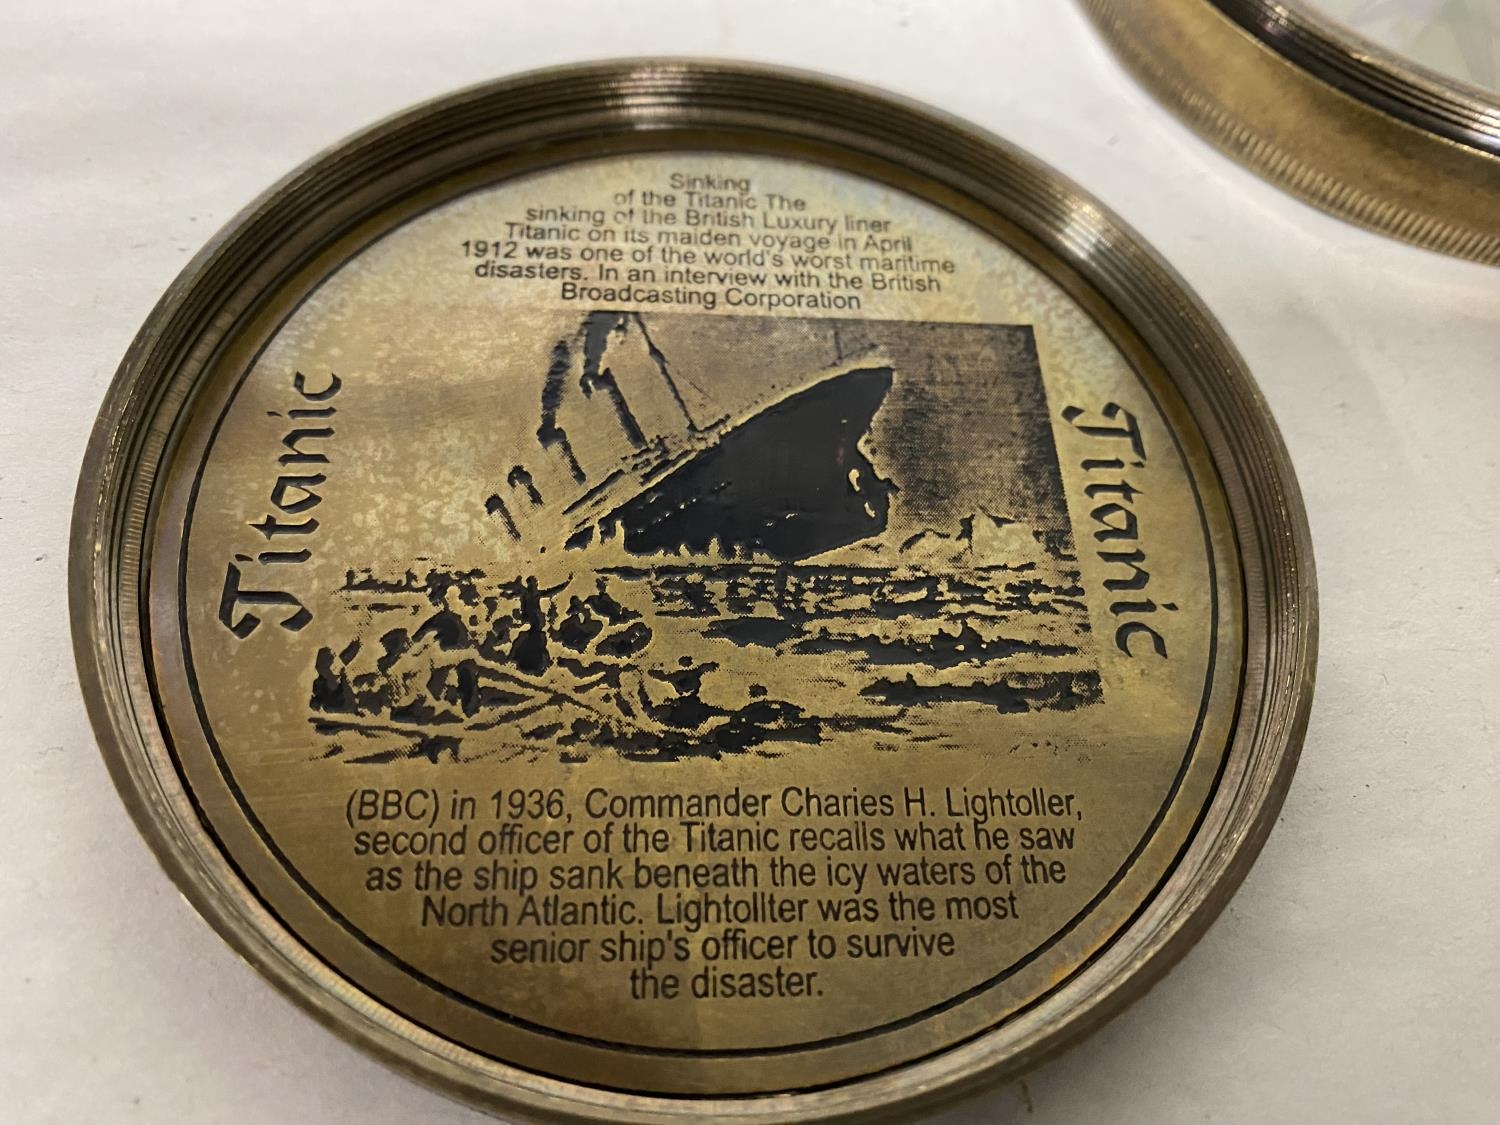 Sinking
of the Titanic The
sinking of the British Luxury liner
Titanic on its maiden voyage in April
1912 was one of the world's worst maritime
disasters. In an interview with the British
Broadcasting Corporation
Titanic
Titanic
(BBC) in 1936, Commander Charies H. Lightoller,
second officer of the Titanic recalls what he saw
as the ship sank beneath the icy waters of the
North Atlantic. Lightollter was the most
senior ship's officer to survive
the disaster.